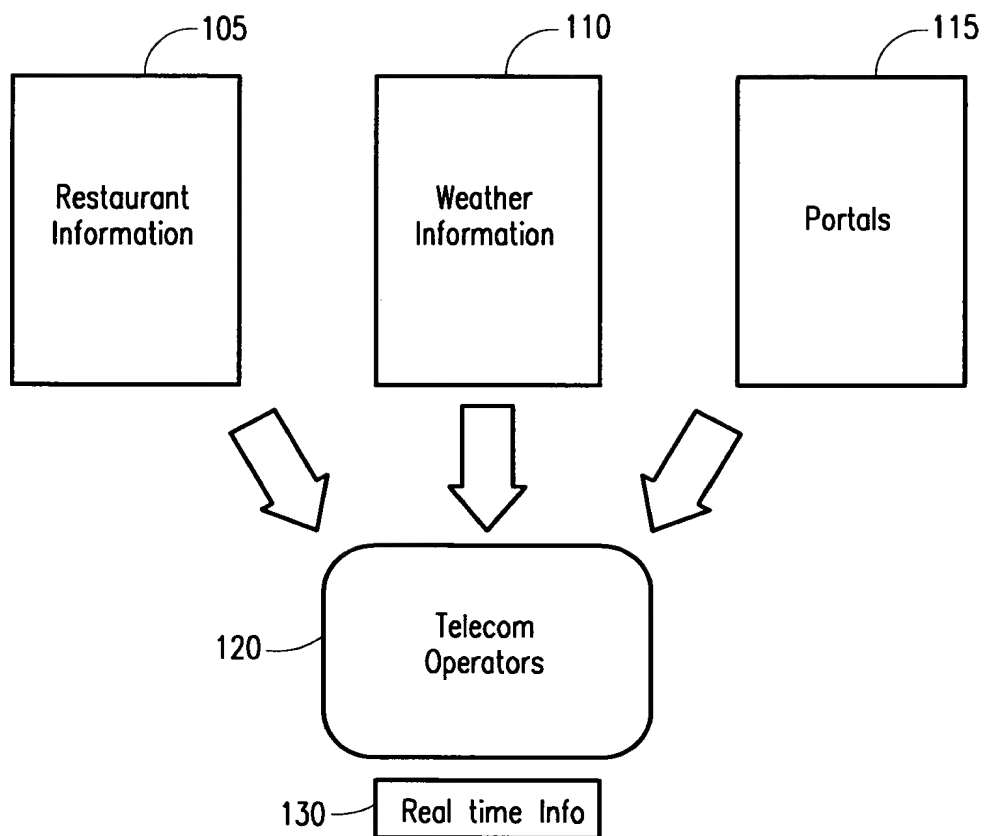 105
110
115
Restaurant
Information
Weather
Information
Portals
120
Telecom
Operators
130
Real time Info